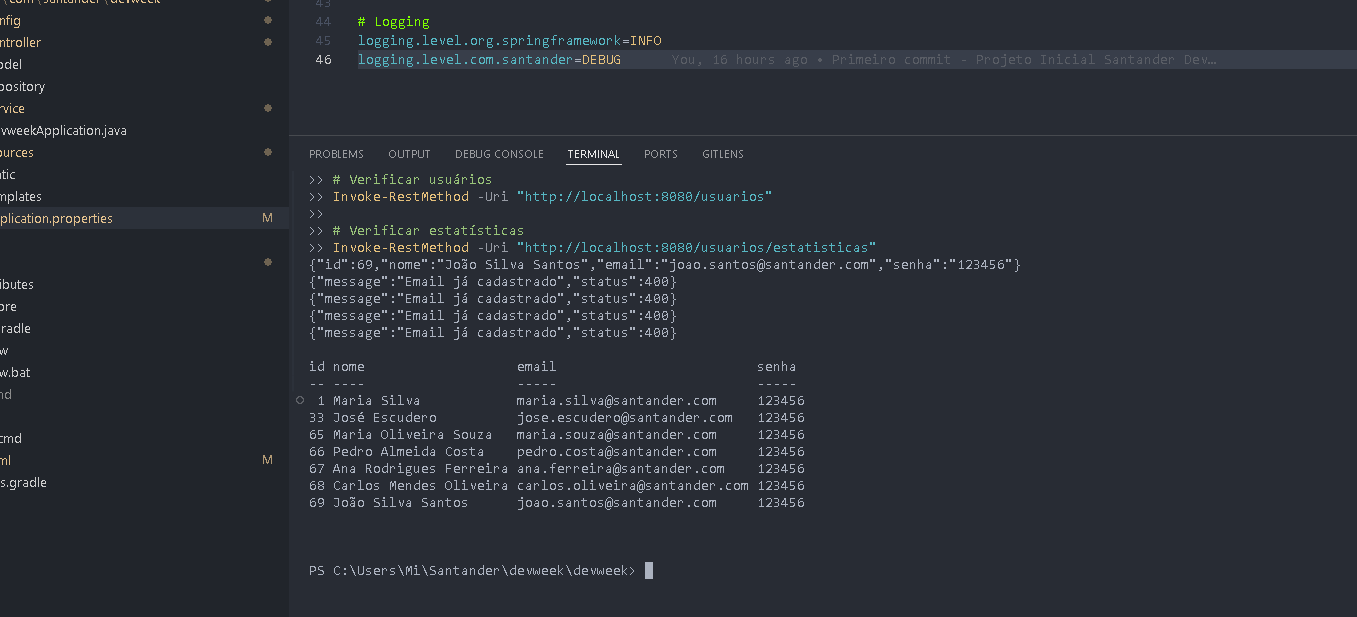 nfig
ntroller
odel
pository
rvice
vweekApplication.java
ources
tic
mplates
plication.properties M
ibutes
ore
radle
w
w.bat
nd
cmd
ml M
s.gradle
43
44 # Logging
45 logging.level.org.springframework=INFO
46 logging.level.com.santander=DEBUG You, 16 hours ago • Primeiro commit - Projeto Inicial Santander Dev…
PROBLEMS OUTPUT DEBUG CONSOLE TERMINAL PORTS GITLENS
>> # Verificar usuários
>> Invoke-RestMethod -Uri "http://localhost:8080/usuarios"
>>
>> # Verificar estatísticas
>> Invoke-RestMethod -Uri "http://localhost:8080/usuarios/estatisticas"
{"id":69,"nome":"João Silva Santos","email":"joao.santos@santander.com","senha":"123456"}
{"message":"Email já cadastrado","status":400}
{"message":"Email já cadastrado","status":400}
{"message":"Email já cadastrado","status":400}
{"message":"Email já cadastrado","status":400}
id nome email senha
-- ---- ----- -----
1 Maria Silva maria.silva@santander.com 123456
33 José Escudero jose.escudero@santander.com 123456
65 Maria Oliveira Souza maria.souza@santander.com 123456
66 Pedro Almeida Costa pedro.costa@santander.com 123456
67 Ana Rodrigues Ferreira ana.ferreira@santander.com 123456
68 Carlos Mendes Oliveira carlos.oliveira@santander.com 123456
69 João Silva Santos joao.santos@santander.com 123456
PS C:\Users\Mi\Santander\devweek\devweek>